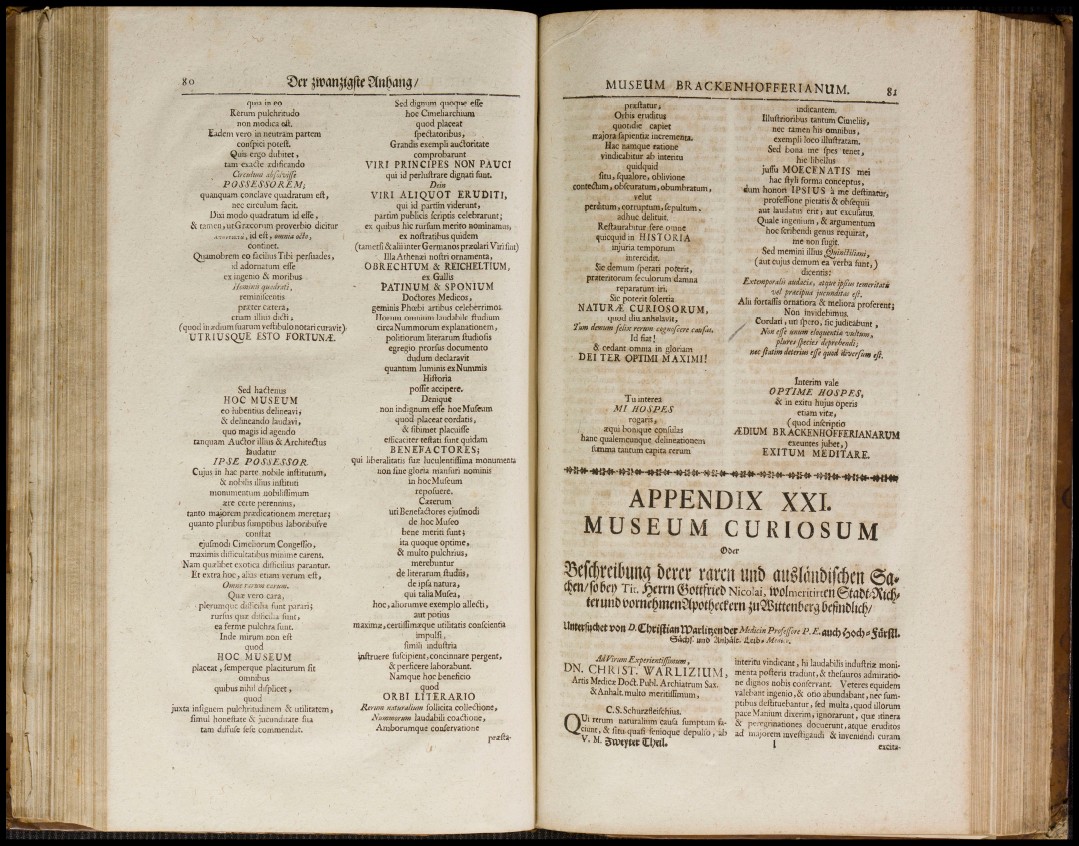 80 Der zwanzigste Anhang/
quia in eo
Rerum pulchritudo
non modica est.
Eadem vero in neutram partem
conspici potest.
Quis ergo dubitet,
tam exacte ædificando
Circulum absolvisse
POSSESSOREM;
quanquam conclave quadratum est,
nec circulum facit.
Dixi modo quadratum id esse,
& tamen, ut Græcorum proverbio dicitur
id est, omnia octo,
continet.
Quamobrem eo facilius Tibi persuades,
id adornatum esse
ex ingenio & moribus
Hominis quadrati,
reminiscentis
præter cætera,
etiam illius dicti,
(quod in ædium suarum vestibulo notari curavit)
UTRIUSQUE ESTO FORTUNÆ.
Sed hactenus
HOC MUSEUM
eo lubentius delineavi,
& delineando laudavi,
quo magis id agendo
tanquam Auctor illius & Architectus
laudatur
IPSE POSSESSOR.
Cujus in hac parte nobile institutum,
& nobilis illius instituti
monumentum nobilissimum
ære certe perennius,
tanto majorem prædicationem meretur;
quanto pluribus sumptibus laboribusve
constat
ejusmodi Cimeliorum Congestio,
maximis difficultatibus minime carens.
Nam quælibet exotica difficilius parantur.
Et extra hoc, alias etiam verum est,
Omne rarum carum.
Quæ vero cara,
plerumque difficilia sunt parari;
rursus quæ difficilia sunt,
ea ferme pulchra sunt.
Inde mirum non est
quod
HOC MUSEUM
placeat, semperque placiturum sit
omnibus
quibus nihil displicet,
quod
juxta insignem pulchritudinem & utilitatem,
simul honestate & jucunditate sua
tam diffuse sese commendat.
Sed dignum quoque esse
hoc Cimeliarchium
quod placeat
spectatoribus,
Grandis exempli auctoritate
comprobarunt
VIRI PRINCIPES NON PAUCI
qui id perlustrare dignati sunt.
Dein
VIRI ALIQUOT ERUDITI,
qui id partim viderunt,
partim publicis scriptis celebrarunt;
ex quibus hic rursum merito nominamus,
ex nostratibus quidem
(tametsi & alii inter Germanos præclari Viri sint)
Illa Athenæi nostri ornamenta,
OBRECHTUM & REICHELTIUM,
ex Gallis
PATINUM & SPONIUM
Doctores Medicos,
geminis Phœbi artibus celeberrimos.
Horum omnium laudabile studium
circa Nummorum explanationem,
politiorum literarum studiosis
egregio prorsus documento
dudum declaravit
quantum luminis ex Nummis
Historia
possit accipere.
Denique
non indignum esse hoc Museum
quod placeat cordatis,
& sibimet placuisse
efficaciter testati sunt quidam
BENEFACTORES;
qui liberalitatis suæ luculentissima monumenta
non sine gloria mansuri nominis
in hoc Museum
reposuere.
Cæterum
uti Benefactores ejusmodi
de hoc Museo
bene meriti sunt;
ita quoque optime,
& multo pulchrius,
merebuntur
de literarum studiis,
de ipsa natura,
qui talia Musea,
hoc, aliorumve exemplo allecti,
aut potius
maximæ, certissimæque utilitatis conscientia
impulsi,
simili industria
instruere suscipient, concinnare pergent,
& perficere laborabunt.
Namque hoc beneficio
quod
ORBI LITERARIO
Rerum naturalium sollicita collectione,
Nummorum laudabili coactione,
Amborumque conservatione
præsta-
MUSEUM BRACKENHOFFERIANUM. 81
præstatur,
Orbis eruditus
quotidie capiet
majora sapientiæ incrementa.
Hac namque ratione
vindicabitur ab interitu
quidquid
situ, squalore, oblivione
contectum, obscuratum, obumbratum,
velut
perditum, corruptum, sepultum,
adhuc delituit.
Restaurabitur fere omne
quicquid in HISTORIA
injuria temporum
intercidit.
Sic demum sperari poterit,
præteritorum seculorum damna
reparatum iri.
Sic poterit solertia
NATURÆ CURIOSORUM,
quod diu anhelavit,
Tum demum felix rerum cognoscere causas.
Id fiat!
& cedant omnia in gloriam
DEI TER OPTIMI MAXIMI!
Tu interea
MI HOSPES
rogaris,
æqui bonique consulas
hanc qualemcunque delineationem
summa tantum capita rerum
indicantem.
Illustrioribus tantum Cimeliis,
nec tamen his omnibus,
exempli loco illustratam.
Sed bona me spes tenet,
hic libellus
jussu MOECENATIS mei
hac styli forma conceptus,
dum honori IPSIUS à me destinatur,
professione pietatis & obsequii
aut laudatus erit, aut excusatus.
Quale ingenium, & argumentum
hoc scribendi genus requirat,
me non fugit.
Sed memini illius Quinctiliani,
(aut cujus demum ea verba sunt,)
dicentis:
Extemporalis audaciæ, atque ipsius temeritatis
vel præcipua jucunditas est.
Alii fortassis ornatiora & meliora proferent;
Non invidebimus.
Cordati, uti spero, sic judicabunt,
Non esse unum eloquentiæ vultum,
plures species deprehendi;
nec statim deterius esse quod diversum est.
Interim vale
OPTIME HOSPES,
& in exitu hujus operis
etiam vitæ,
(quod inscriptio
ÆDIUM BRACKENHOFFERIANARUM
exeuntes jubet,)
EXITUM MEDITARE.
APPENDIX XXI.
MUSEUM CURIOSUM
Oder
Beschreibung derer raren und ausländischen Sa-
chen/ so bey Tit. Herrn Gottfried Nicolai, wolmeritirten Stadt-Rich-
ter und vornehmen Apotheckern zu Wittenberg befindlich/
Untersuchet von D. Christian Warlitzen der Medicin Professore P. E. auch Hoch-Fürstl.
Sächs. und Anhält. Leib-Medic.
Ad Virum Experientissimum,
DN. CHRIST. WARLIZIUM,
Artis Medicæ Doct. Publ. Archiatrum Sax.
& Anhalt. multo meritissimum,
C. S. Schurzfleischius.
QUi rerum naturalium causa sumptum fa-
ciunt, & situ quasi senioque depulso, ab
interitu vindicant, hi laudabilis industriæ moni-
menta posteris tradunt, & thesauros admiratio-
ne dignos nobis conservant. Veteres equidem
valebant ingenio, & otio abundabant, nec sum-
ptibus destituebantur, sed multa, quod illorum
pace Manium dixerim, ignorarunt, quæ itinera
& peregrinationes docuerunt, atque eruditos
ad majorem investigandi & inveniendi curam
V. M. Zweyter Theil. l excita-